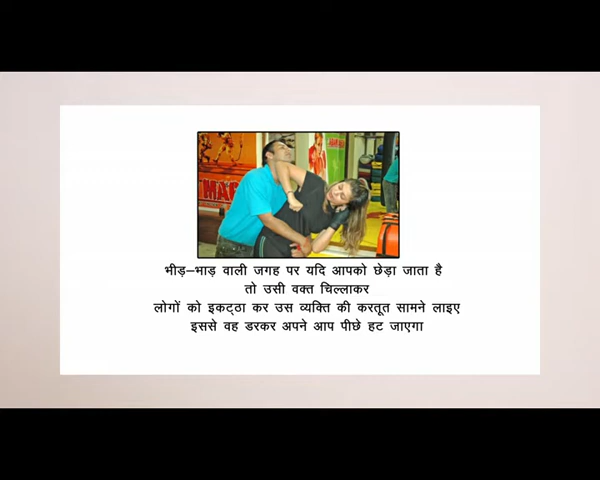 भीड़–भाड़ वाली जगह पर यदि आपको छेड़ा जाता है
तो उसी वक्त चिल्लाकर
लोगों को इकट्ठा कर उस व्यक्ति की करतूत सामने लाइए
इससे वह डरकर अपने आप पीछे हट जाएगा